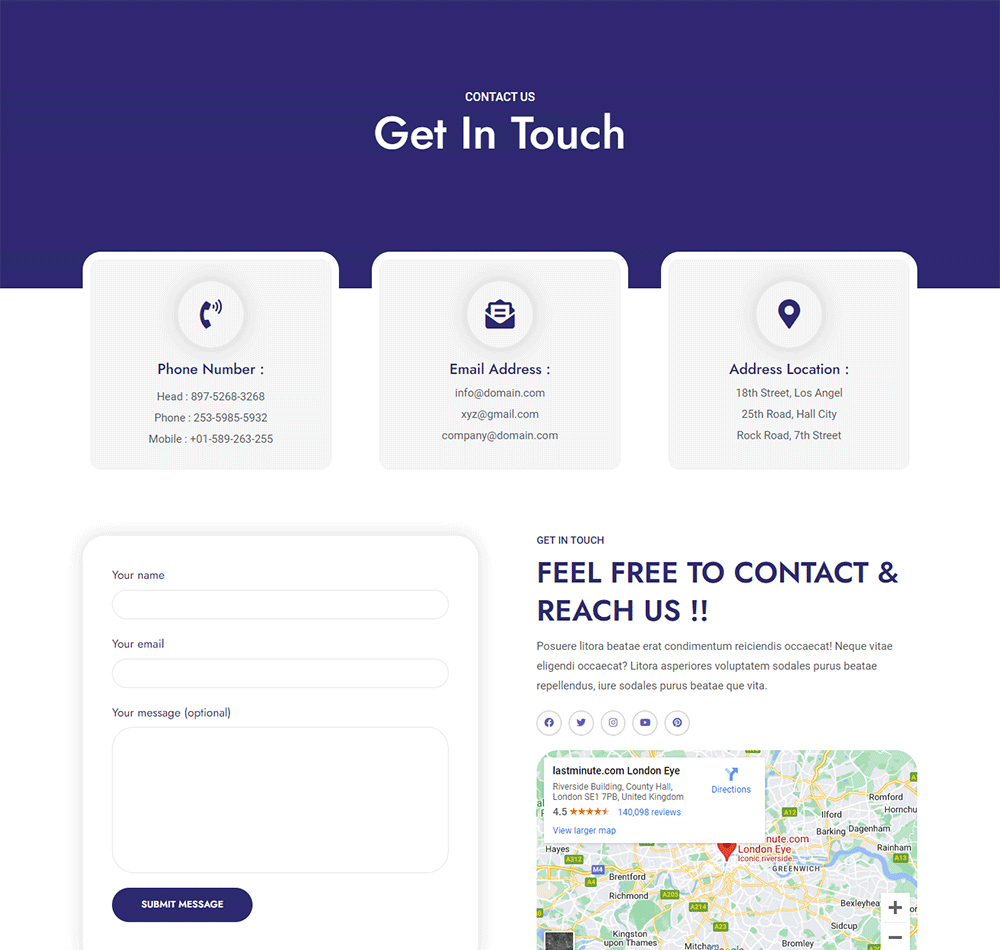 CONTACT US
Get In Touch
Phone Number :
Head : 897-5268-3268
Phone : 253-5985-5932
Mobile : +01-589-263-255
Email Address :
info@domain.com
xyz@gmail.com
company@domain.com
Address Location :
18th Street, Los Angel
25th Road, Hall City
Rock Road, 7th Street
Your name
Your email
Your message (optional)
SUBMIT MESSAGE
GET IN TOUCH
FEEL FREE TO CONTACT &
REACH US !!
Posuere litora beatae erat condimentum reiciendis occaecat! Neque vitae
eligendi occaecat? Litora asperiores voluptatem sodales purus beatae
repellendus, iure sodales purus beatae que vita.
lastminute.com London Eye
Riverside Building, County Hall,
London SE1 7PB, United Kingdom
4.5
140,098 reviews
View larger map
Directions
Romford
Hornchu
A12
Ilford
Barking
Dagenham
nute.com
London Eye
Iconic riverside...
Hayes
A312
Rainham
A13
GREENWICH
M4
Brentford
A4
Richmond
A205
A214
Bexleyhea
A23
Sidcup
Kingston
upon Thames
Mitcham
Bromley
A20